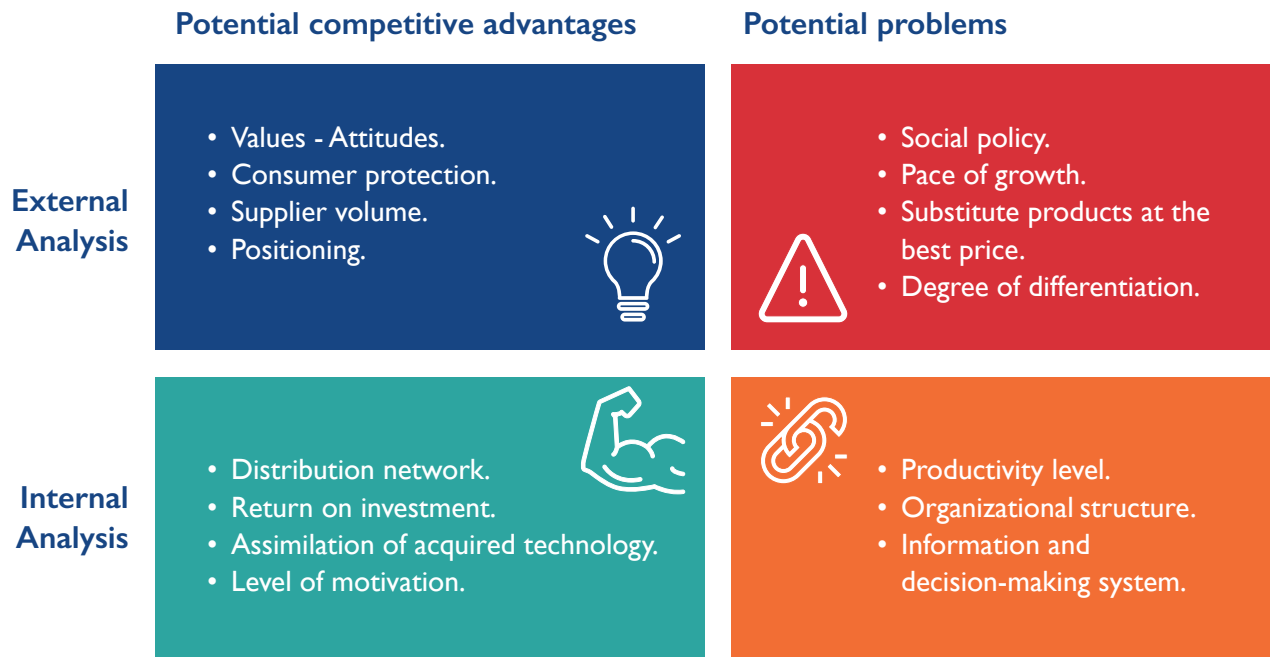 Potential competitive advantages
Potential problems
External
Analysis
• Values - Attitudes.
• Consumer protection.
• Supplier volume.
• Positioning.
• Social policy.
• Pace of growth.
• Substitute products at the
best price.
• Degree of differentiation.
Internal
Analysis
• Distribution network.
• Return on investment.
• Assimilation of acquired technology.
• Level of motivation.
• Productivity level.
• Organizational structure.
• Information and
decision-making system.